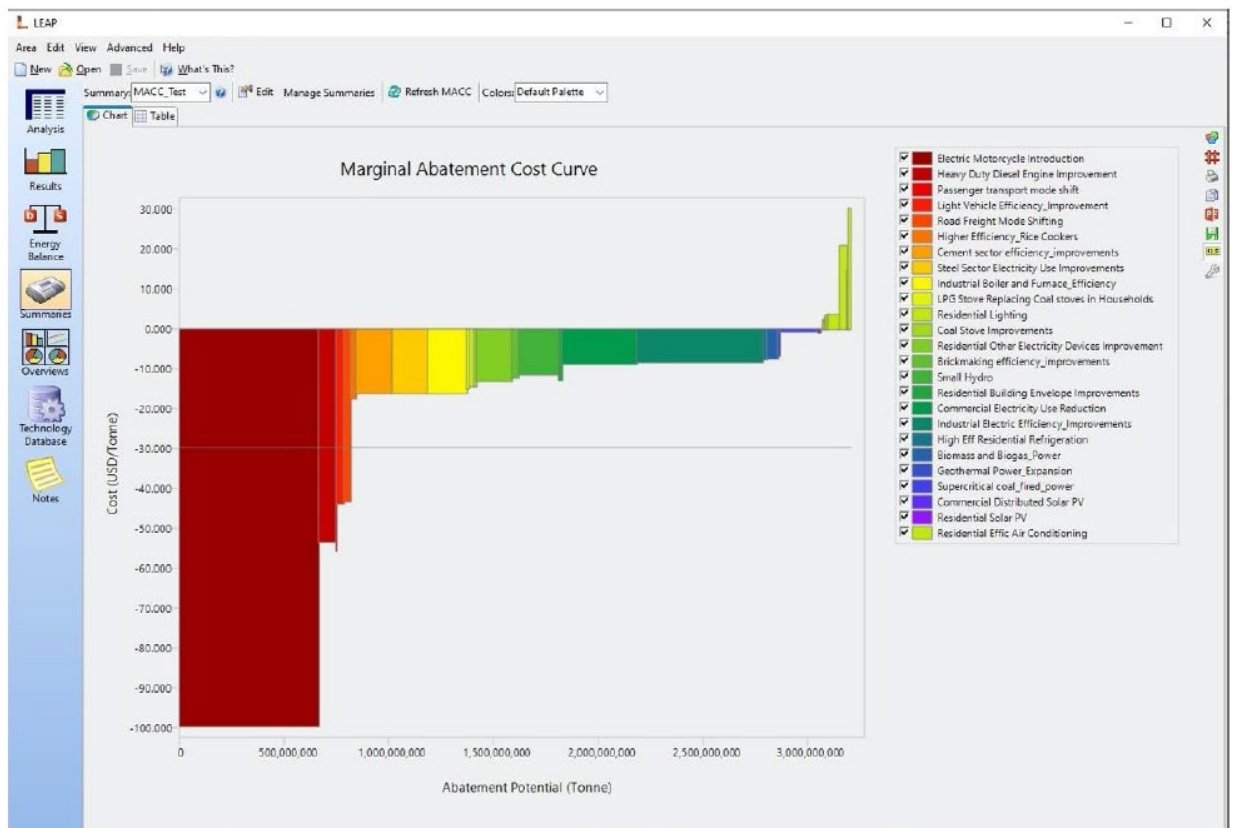 LEAP
Area Edit View Advanced Help
New Open Save What's This?
Summary: MACC_Test Edit Manage Summaries Refresh MACC Colors: Default Palette
Chart Table
Analysis
Results
Energy
Balance
Summaries
Overviews
Technology
Database
Notes
Marginal Abatement Cost Curve
30.000
20.000
10.000
0.000
-10.000
-20.000
-30.000
-40.000
-50.000
-60.000
-70.000
-80.000
-90.000
-100.000
Cost (USD/Tonne)
0 500,000,000 1,000,000,000 1,500,000,000 2,000,000,000 2,500,000,000 3,000,000,000
Abatement Potential (Tonne)
Electric Motorcycle Introduction
Heavy Duty Diesel Engine Improvement
Passenger transport mode shift
Light Vehicle Efficiency_Improvement
Road Freight Mode Shifting
Higher Efficiency_Rice Cookers
Cement sector efficiency_improvements
Steel Sector Electricity Use Improvements
Industrial Boiler and Furnace_Efficiency
LPG Stove Replacing Coal stoves in Households
Residential Lighting
Coal Stove Improvements
Residential Other Electricity Devices Improvement
Brickmaking efficiency_improvements
Small Hydro
Residential Building Envelope Improvements
Commercial Electricity Use Reduction
Industrial Electric Efficiency_Improvements
High Eff Residential Refrigeration
Biomass and Biogas_Power
Geothermal Power_Expansion
Supercritical coal_fired_power
Commercial Distributed Solar PV
Residential Solar PV
Residential Effic Air Conditioning